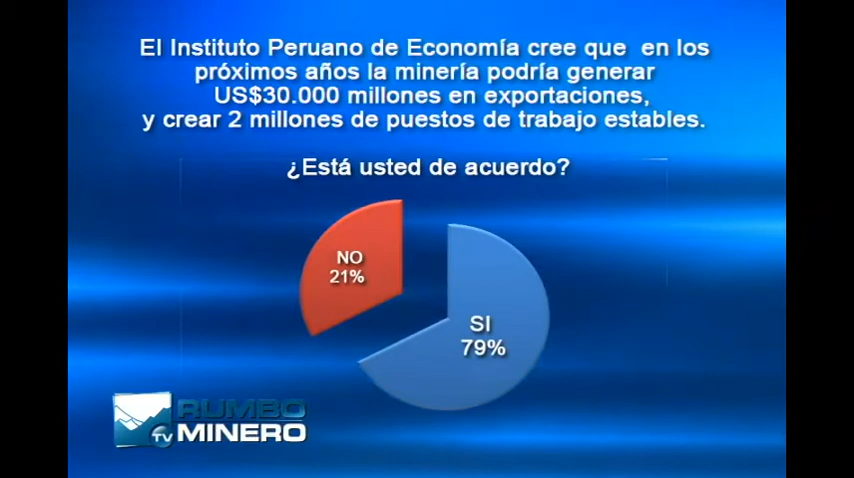 El Instituto Peruano de Economía cree que en los
próximos años la minería podría generar
US$30.000 millones en exportaciones,
y crear 2 millones de puestos de trabajo estables.
¿Está usted de acuerdo?
NO
21%
SI
79%
RUMBO
TV MINERO